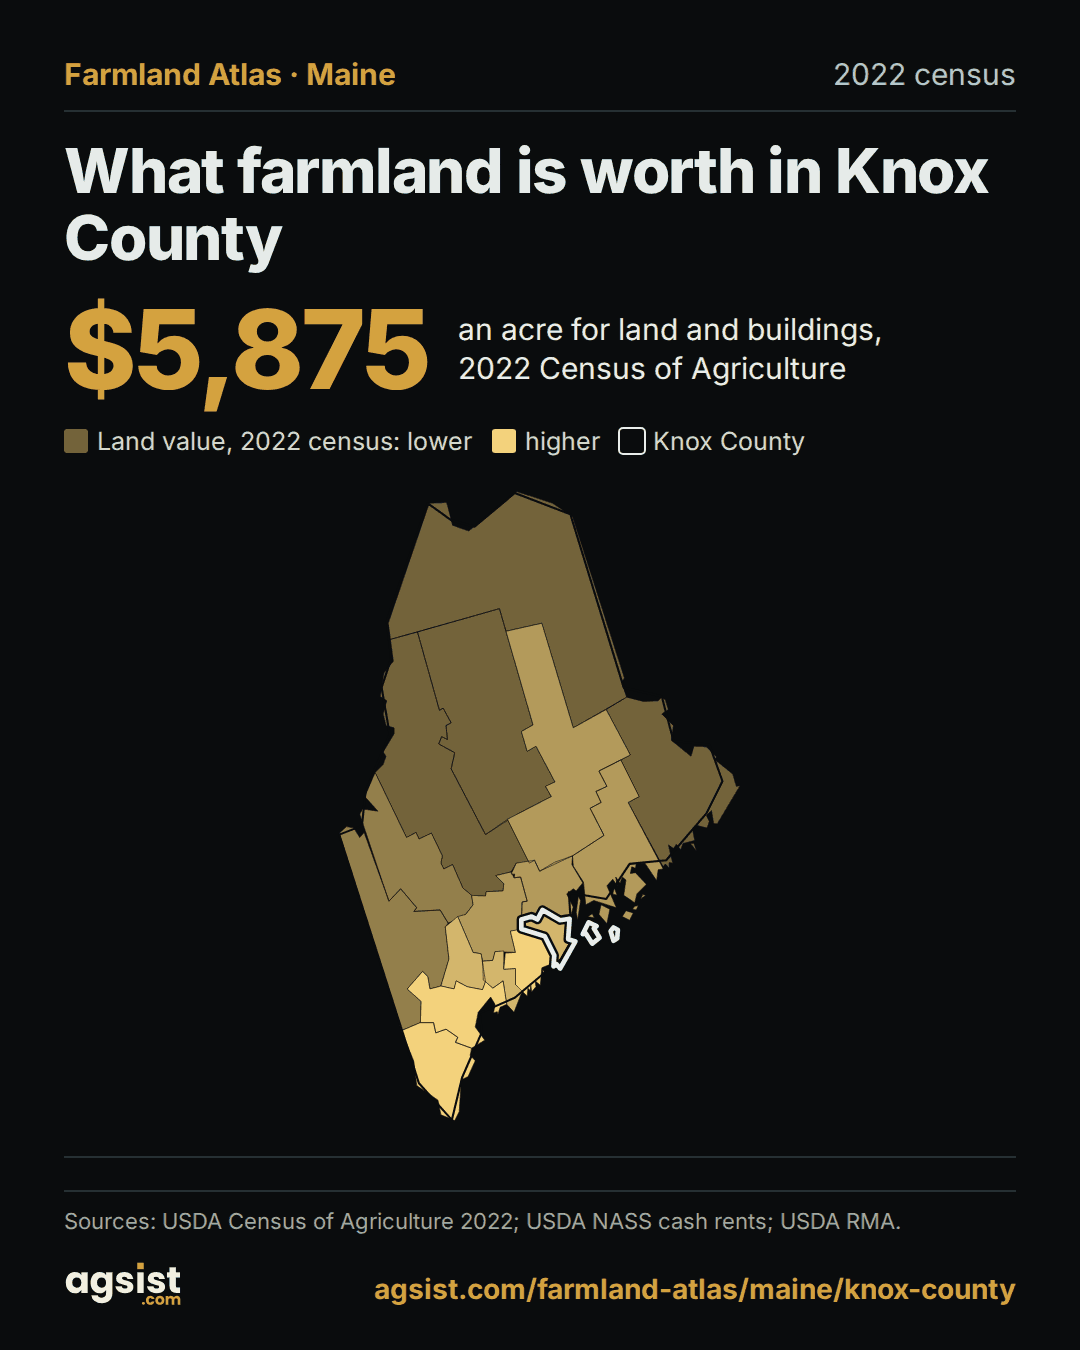 Farmland Atlas · Maine
2022 census
What farmland is worth in Knox
County
$5,875
an acre for land and buildings,
2022 Census of Agriculture
Land value, 2022 census: lower
higher
Knox County
Sources: USDA Census of Agriculture 2022; USDA NASS cash rents; USDA RMA.
agsist
.com
agsist.com/farmland-atlas/maine/knox-county